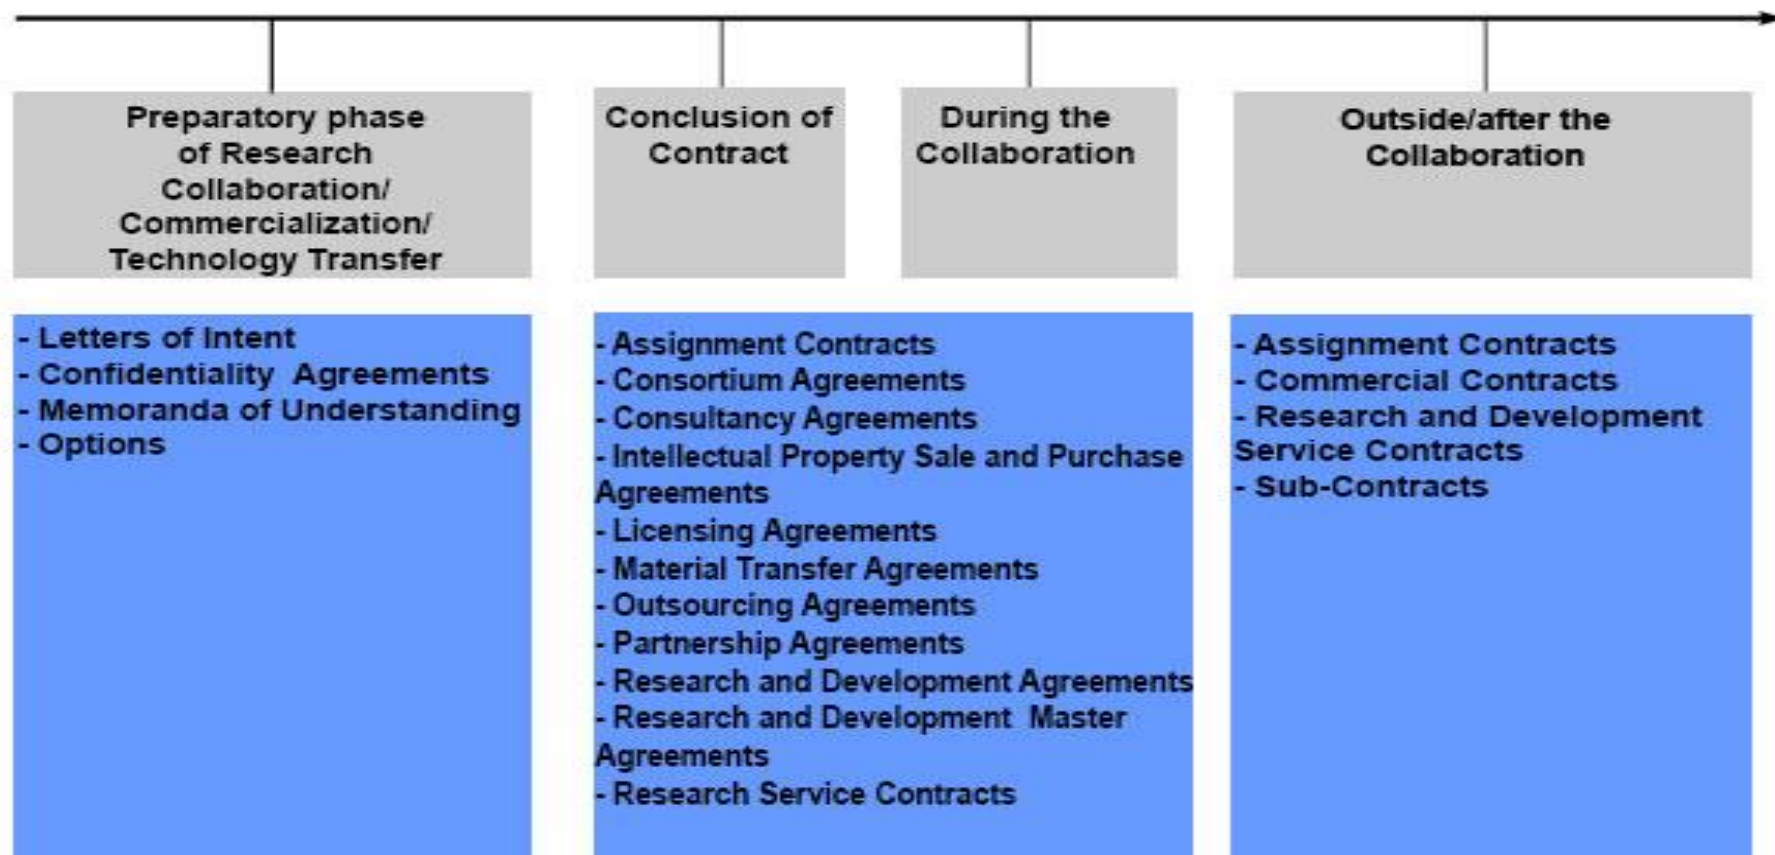 Preparatory phase
of Research
Collaboration/
Commercialization/
Technology Transfer
Conclusion of
Contract
During the
Collaboration
Outside/after the
Collaboration
- Letters of Intent
- Confidentiality Agreements
- Memoranda of Understanding
- Options
- Assignment Contracts
- Consortium Agreements
- Consultancy Agreements
- Intellectual Property Sale and Purchase
Agreements
- Licensing Agreements
- Material Transfer Agreements
- Outsourcing Agreements
- Partnership Agreements
- Research and Development Agreements
- Research and Development Master
Agreements
- Research Service Contracts
- Assignment Contracts
- Commercial Contracts
- Research and Development
Service Contracts
- Sub-Contracts